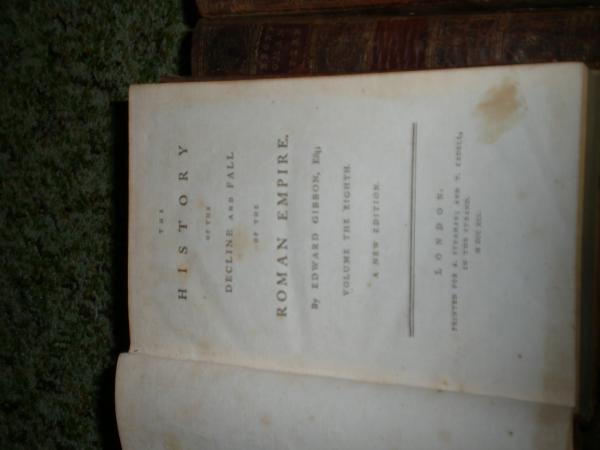 THE
HISTORY
OF THE
DECLINE AND FALL
OF THE
ROMAN EMPIRE.
By EDWARD GIBBON, Esq;
VOLUME THE EIGHTH.
A NEW EDITION.
LONDON,
PRINTED FOR A. STRAHAN; AND T. CADELL,
IN THE STRAND.